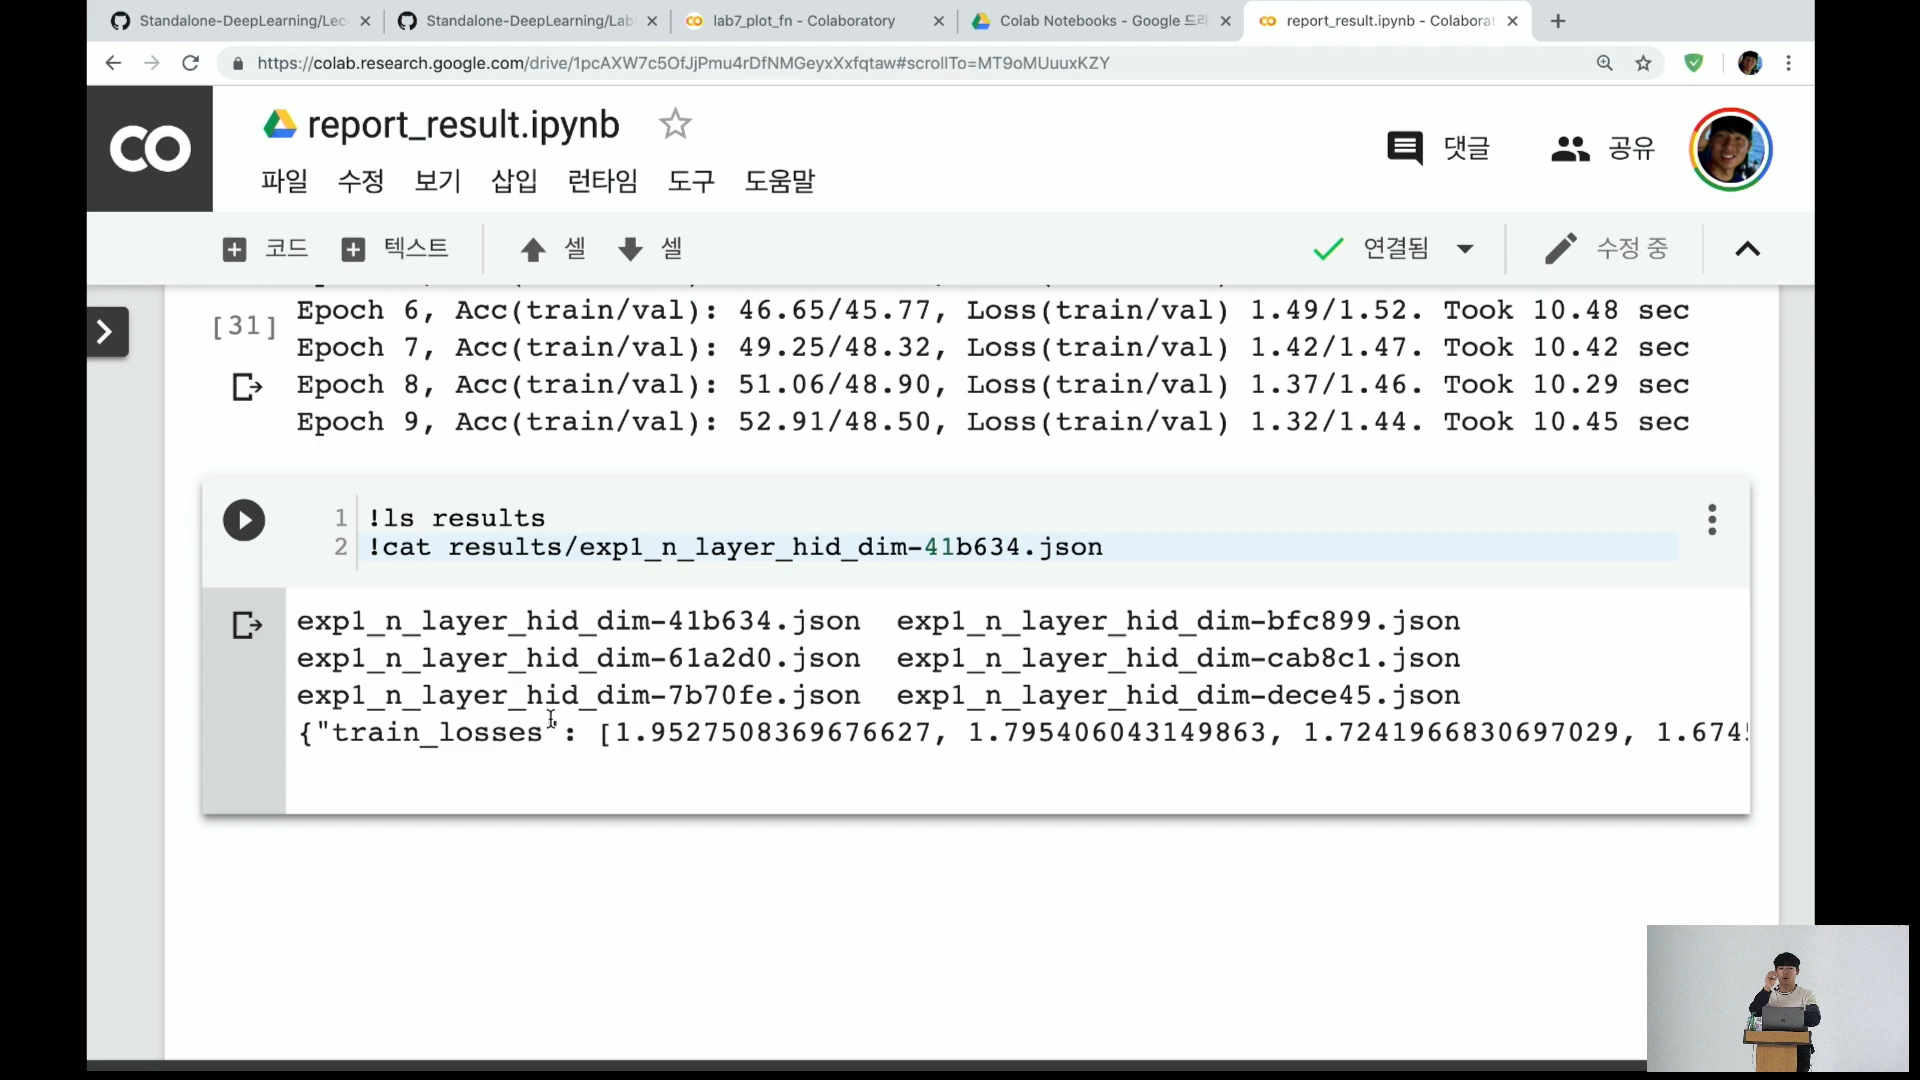 Standalone-DeepLearning/Lec
Standalone-DeepLearning/Lab
lab7_plot_fn - Colaboratory
Colab Notebooks - Google 드라
report_result.ipynb - Colaborat
https://colab.research.google.com/drive/1pcAXW7c5OfJjPmu4rDfNMGeyxXxfqtaw#scrollTo=MT9oMUuuxKZY
report_result.ipynb
댓글 공유
파일 수정 보기 삽입 런타임 도구 도움말
코드 텍스트 셀 셀 연결됨 수정 중
[31]
Epoch 6, Acc(train/val): 46.65/45.77, Loss(train/val) 1.49/1.52. Took 10.48 sec
Epoch 7, Acc(train/val): 49.25/48.32, Loss(train/val) 1.42/1.47. Took 10.42 sec
Epoch 8, Acc(train/val): 51.06/48.90, Loss(train/val) 1.37/1.46. Took 10.29 sec
Epoch 9, Acc(train/val): 52.91/48.50, Loss(train/val) 1.32/1.44. Took 10.45 sec
1 !ls results
2 !cat results/exp1_n_layer_hid_dim-41b634.json
exp1_n_layer_hid_dim-41b634.json exp1_n_layer_hid_dim-bfc899.json
exp1_n_layer_hid_dim-61a2d0.json exp1_n_layer_hid_dim-cab8c1.json
exp1_n_layer_hid_dim-7b70fe.json exp1_n_layer_hid_dim-dece45.json
{"train_losses": [1.9527508369676627, 1.795406043149863, 1.7241966830697029, 1.674